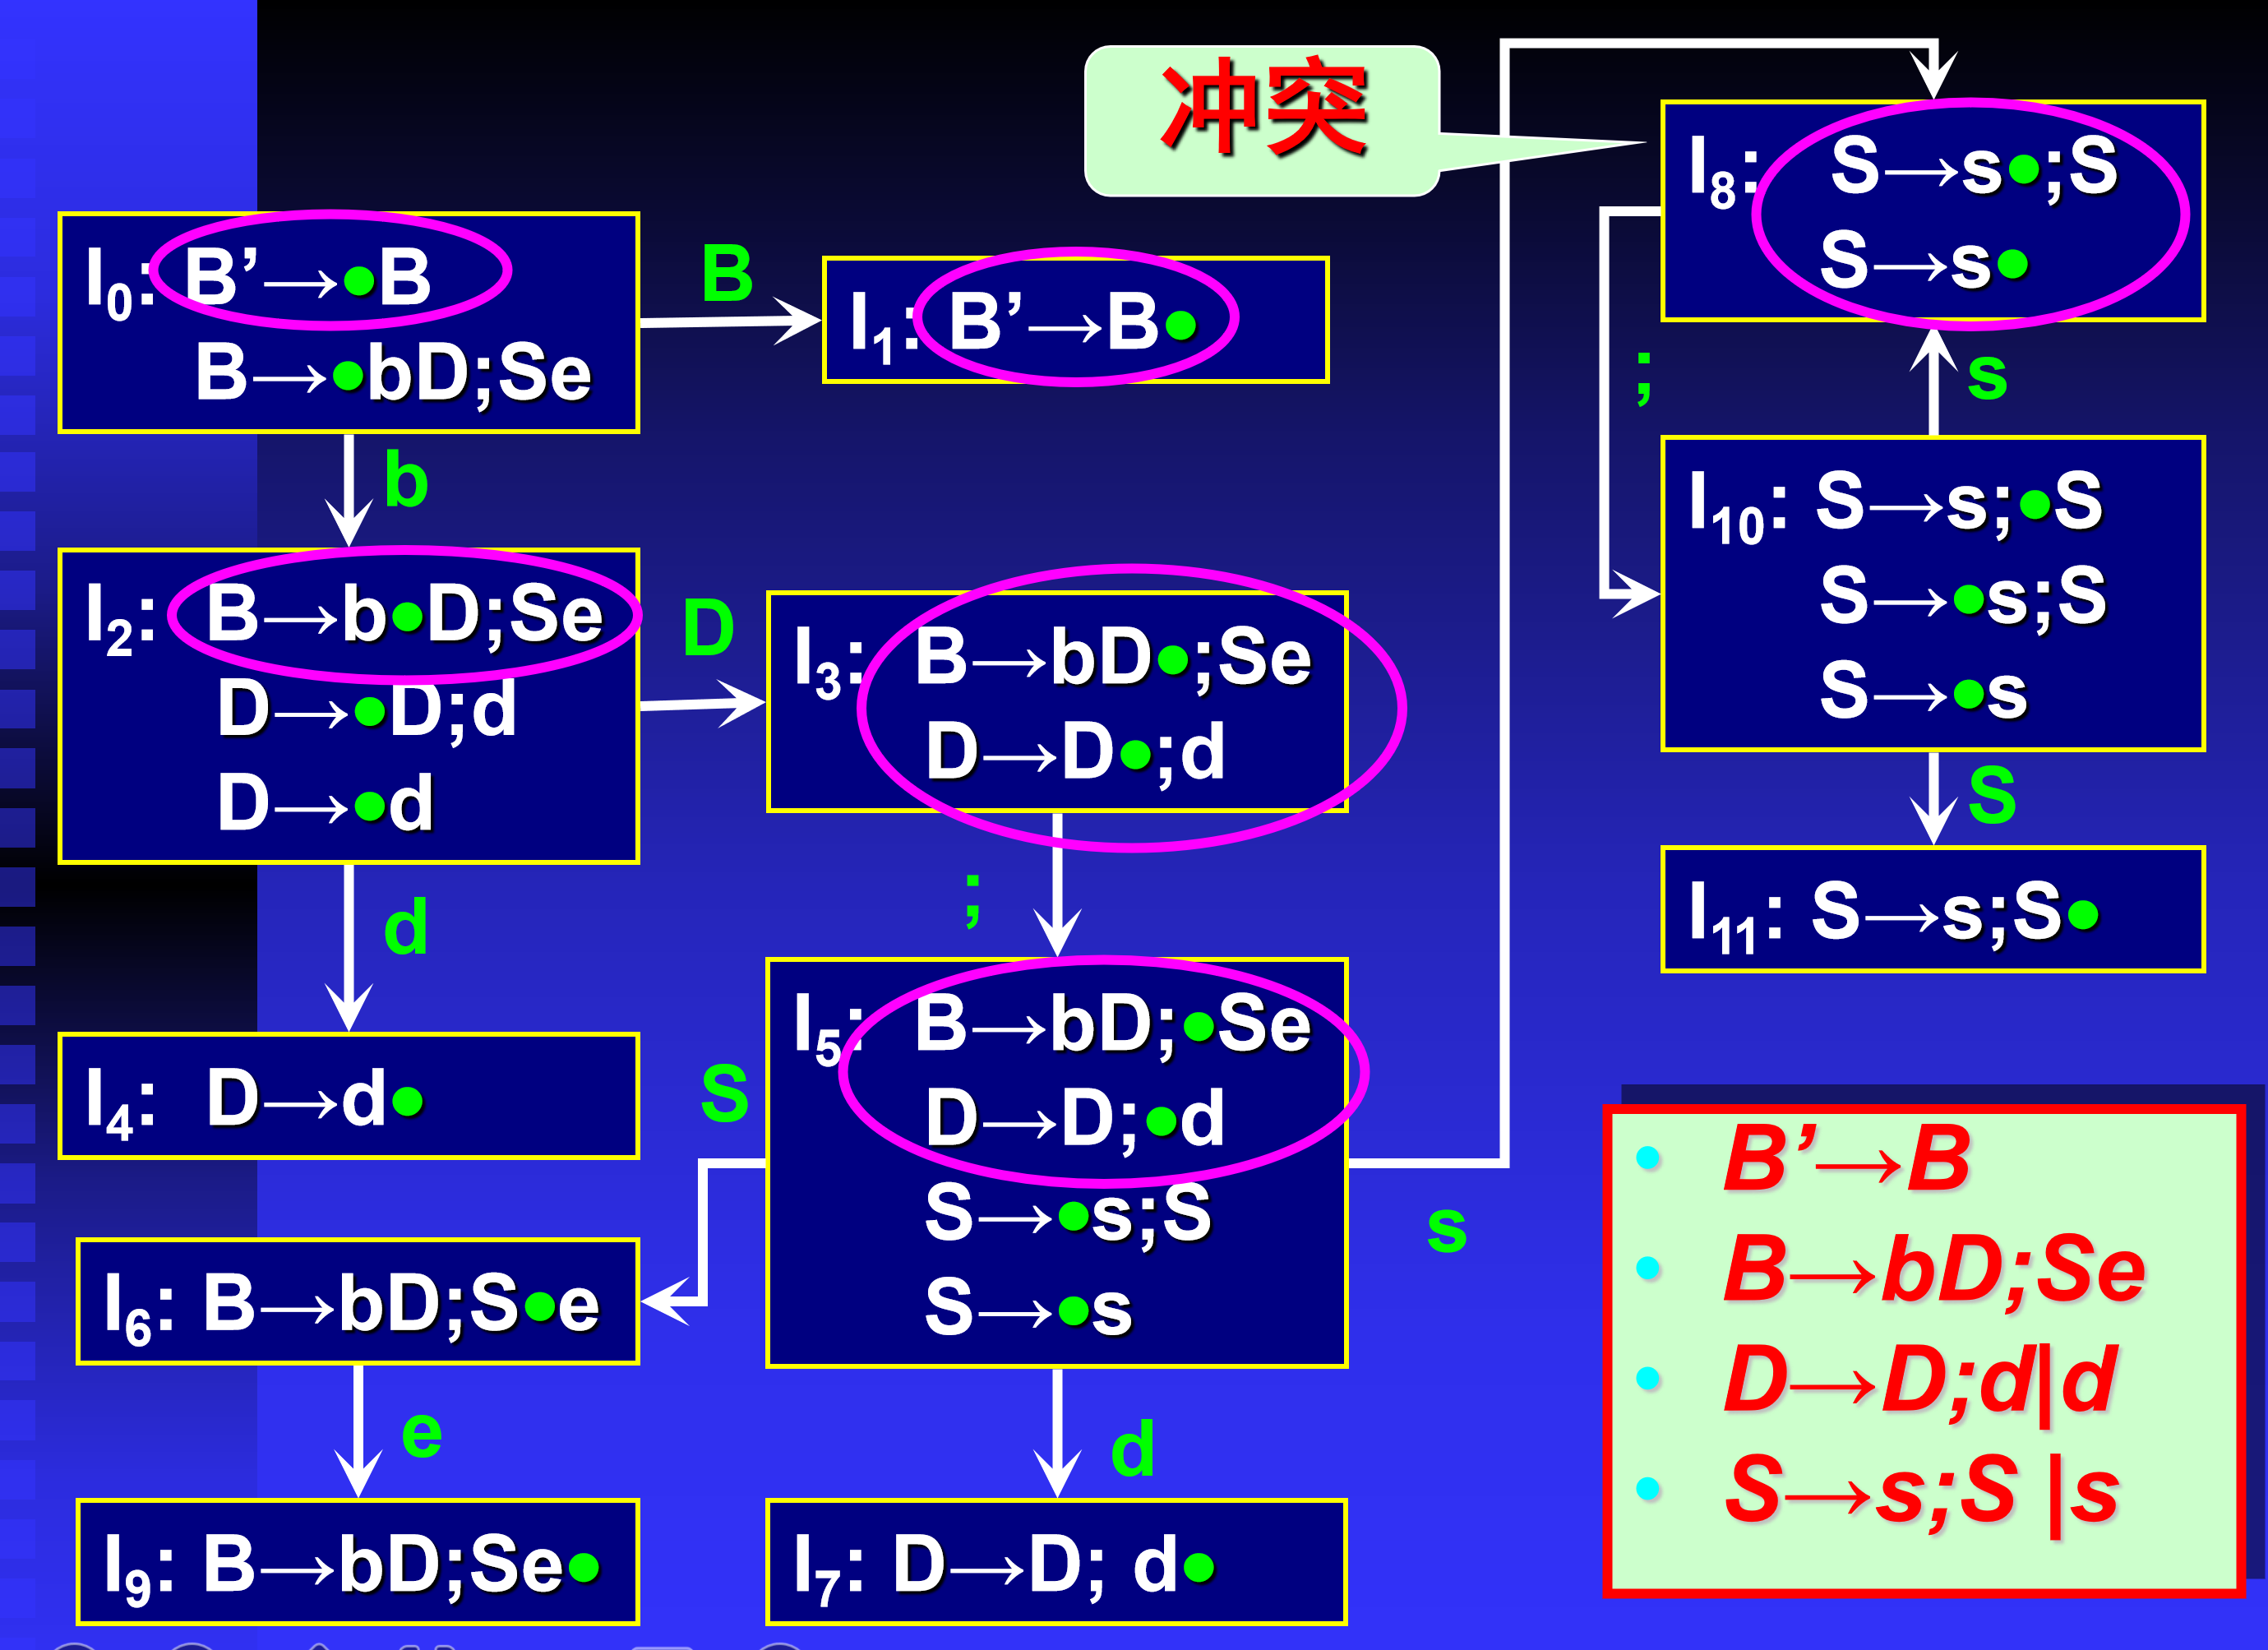 冲突
I₀: B’→•B
B→•bD;Se
B
I₁: B’→B•
b
I₂: B→b•D;Se
D→•D;d
D→•d
D
I₃: B→bD•;Se
D→D•;d
d
;
I₄: D→d•
I₅: B→bD;•Se
D→D;•d
S→•s;S
S→•s
S
s
I₆: B→bD;S•e
e
d
I₉: B→bD;Se•
I₇: D→D; d•
I₈: S→s•;S
S→s•
;
s
I₁₀: S→s;•S
S→•s;S
S→•s
S
I₁₁: S→s;S•
• B’→B
• B→bD;Se
• D→D;d|d
• S→s;S |s